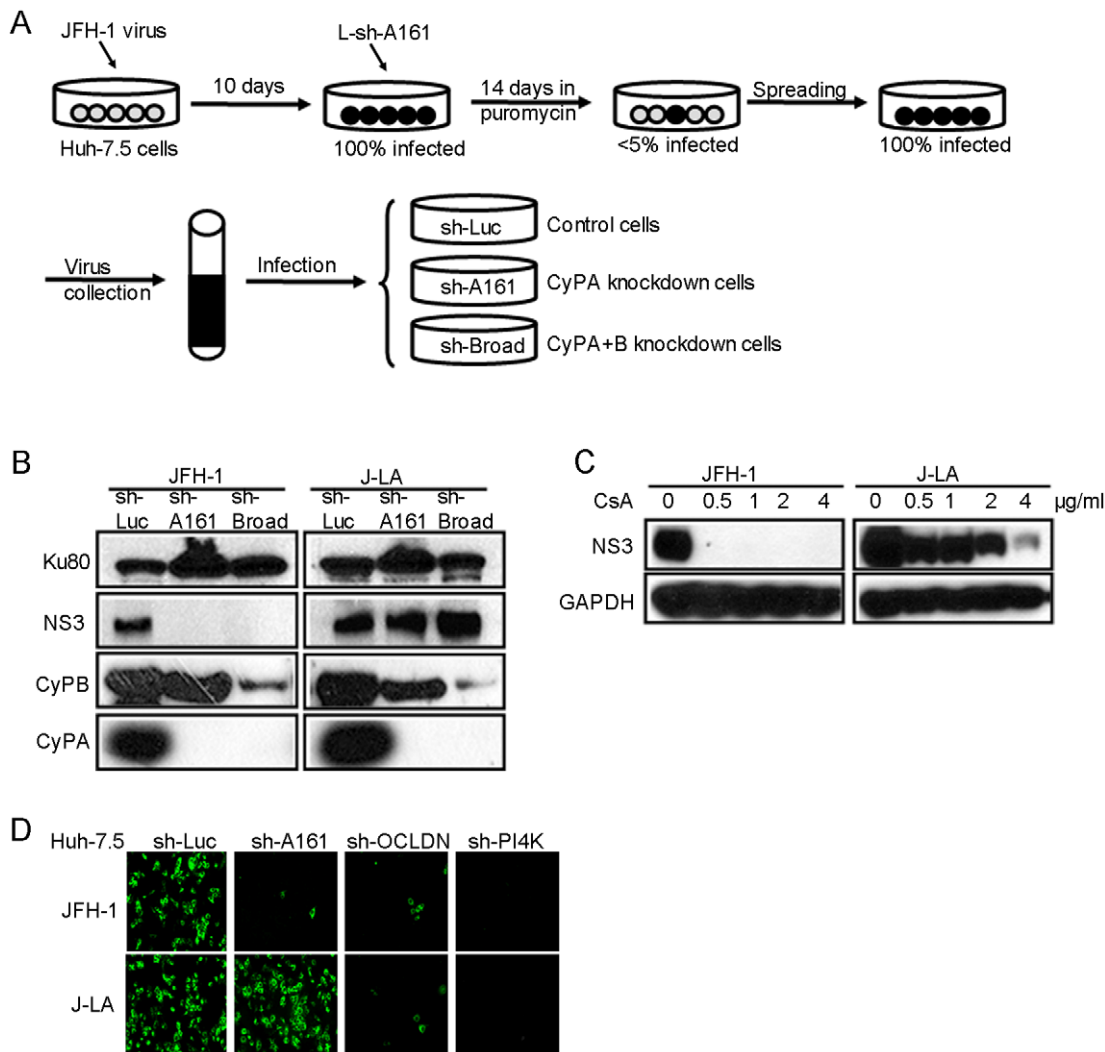 A
JFH-1 virus
L-sh-A161
10 days
14 days in
puromycin
Spreading
Huh-7.5 cells
100% infected
<5% infected
100% infected
Virus
collection
Infection
sh-Luc
Control cells
sh-A161
CyPA knockdown cells
sh-Broad
CyPA+B knockdown cells
B
JFH-1
J-LA
sh- sh- sh- sh- sh- sh-
Luc A161 Broad Luc A161 Broad
Ku80
NS3
CyPB
CyPA
C
JFH-1
J-LA
CsA 0 0.5 1 2 4 0 0.5 1 2 4 µg/ml
NS3
GAPDH
D
Huh-7.5 sh-Luc sh-A161 sh-OCLDN sh-PI4K
JFH-1
J-LA